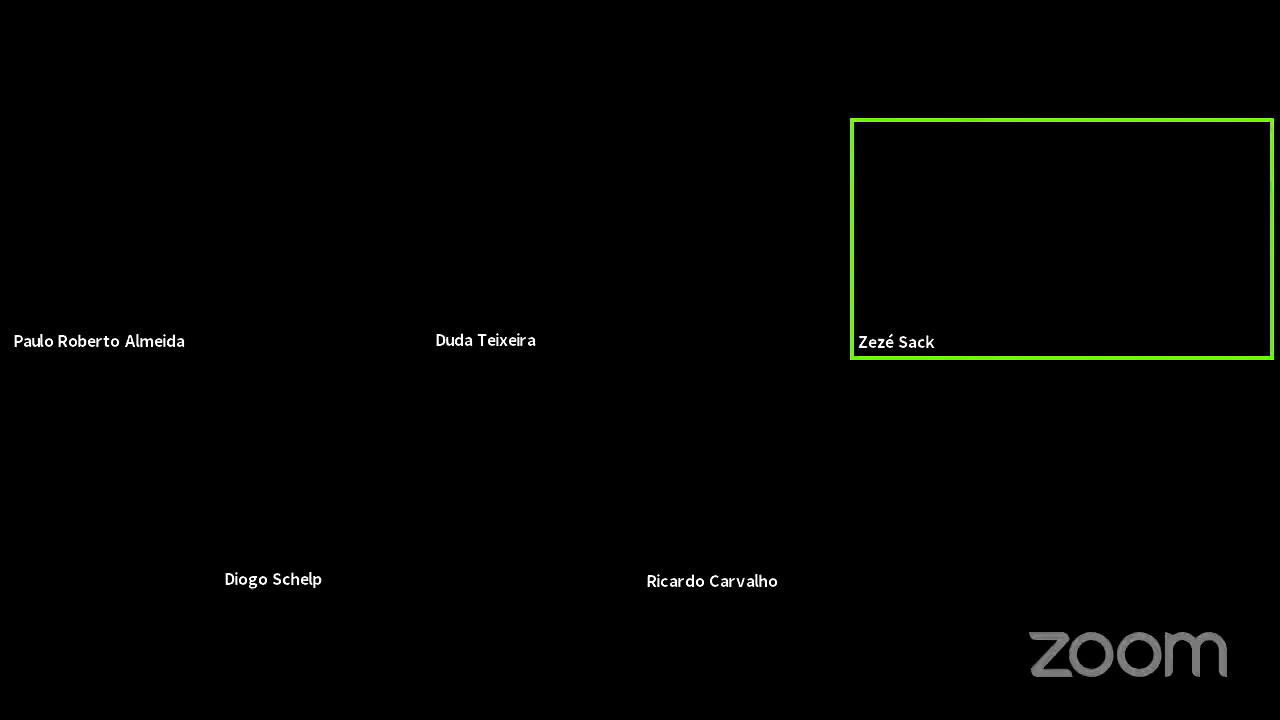 Paulo Roberto Almeida
Duda Teixeira
Zezé Sack
Diogo Schelp
Ricardo Carvalho
zoom